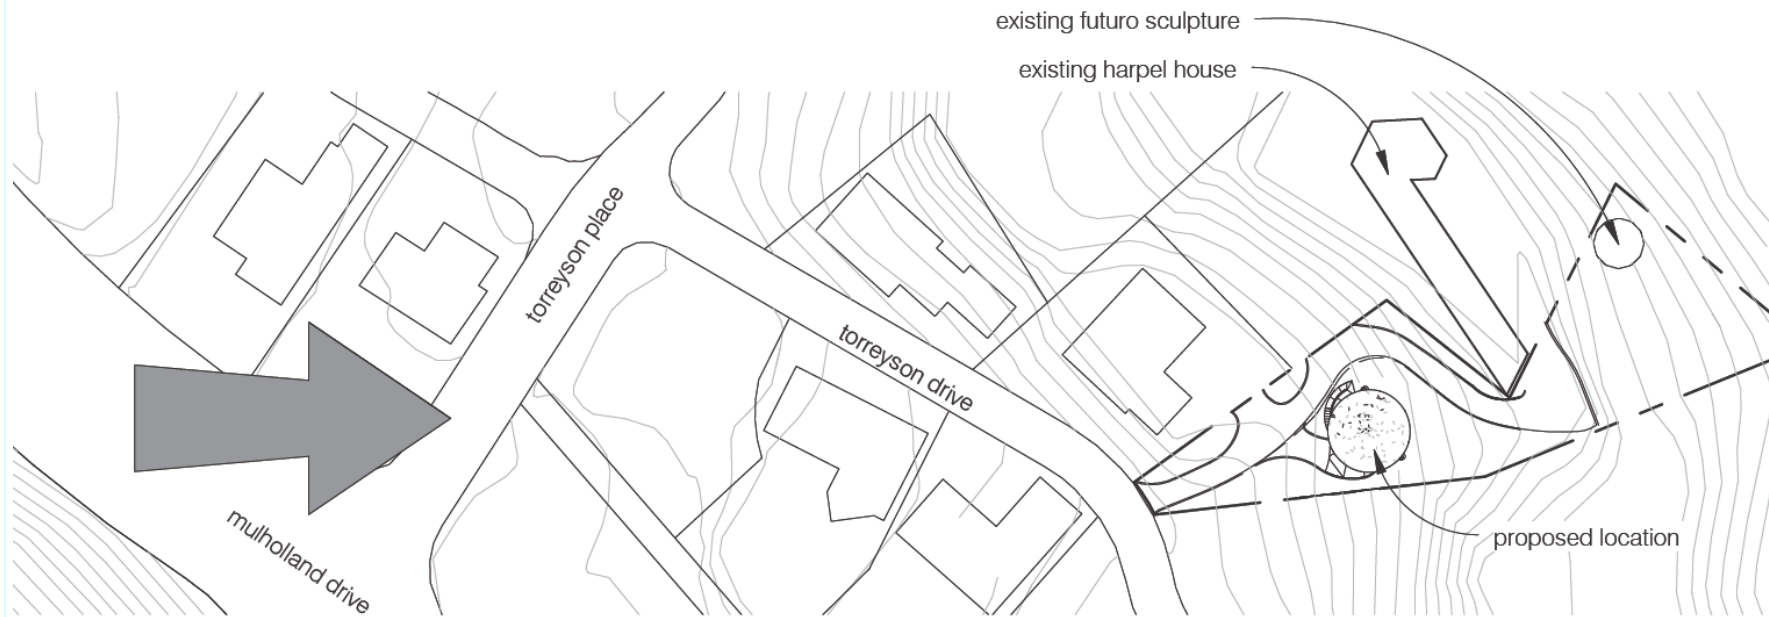 existing futuro sculpture
existing harpel house
torreyson place
torreyson drive
mulholland drive
proposed location